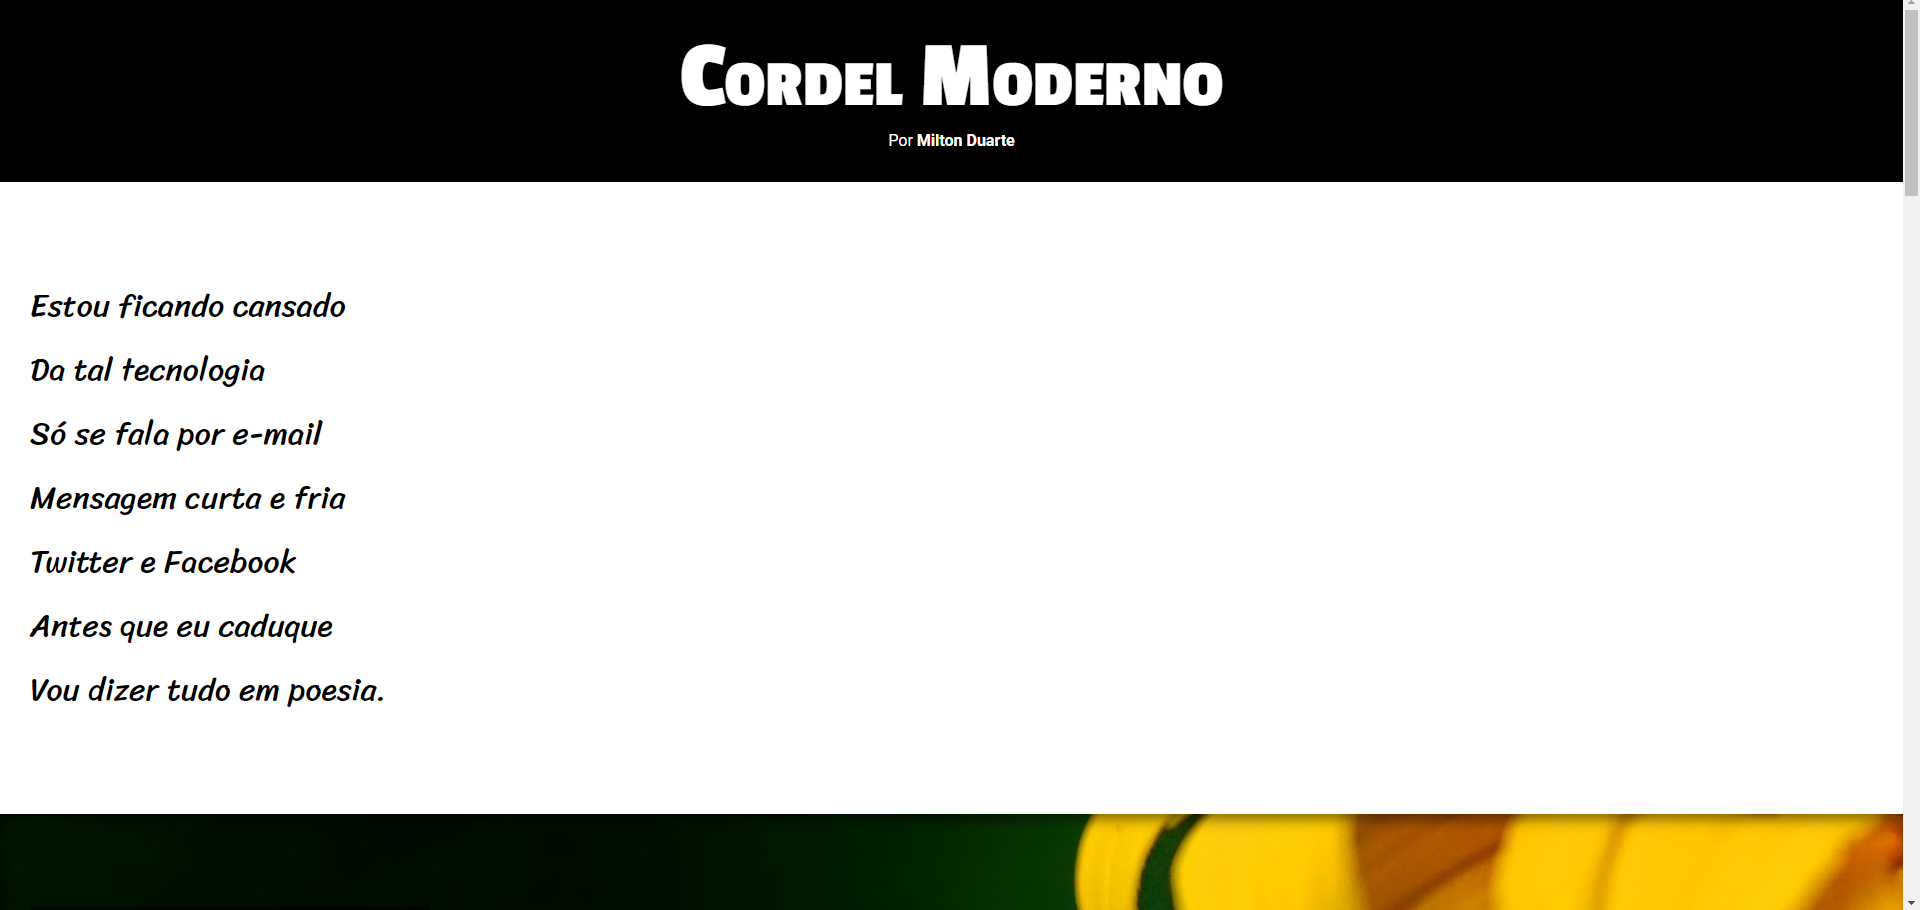 Cordel Moderno
Por Milton Duarte
Estou ficando cansado
Da tal tecnologia
Só se fala por e-mail
Mensagem curta e fria
Twitter e Facebook
Antes que eu caduque
Vou dizer tudo em poesia.